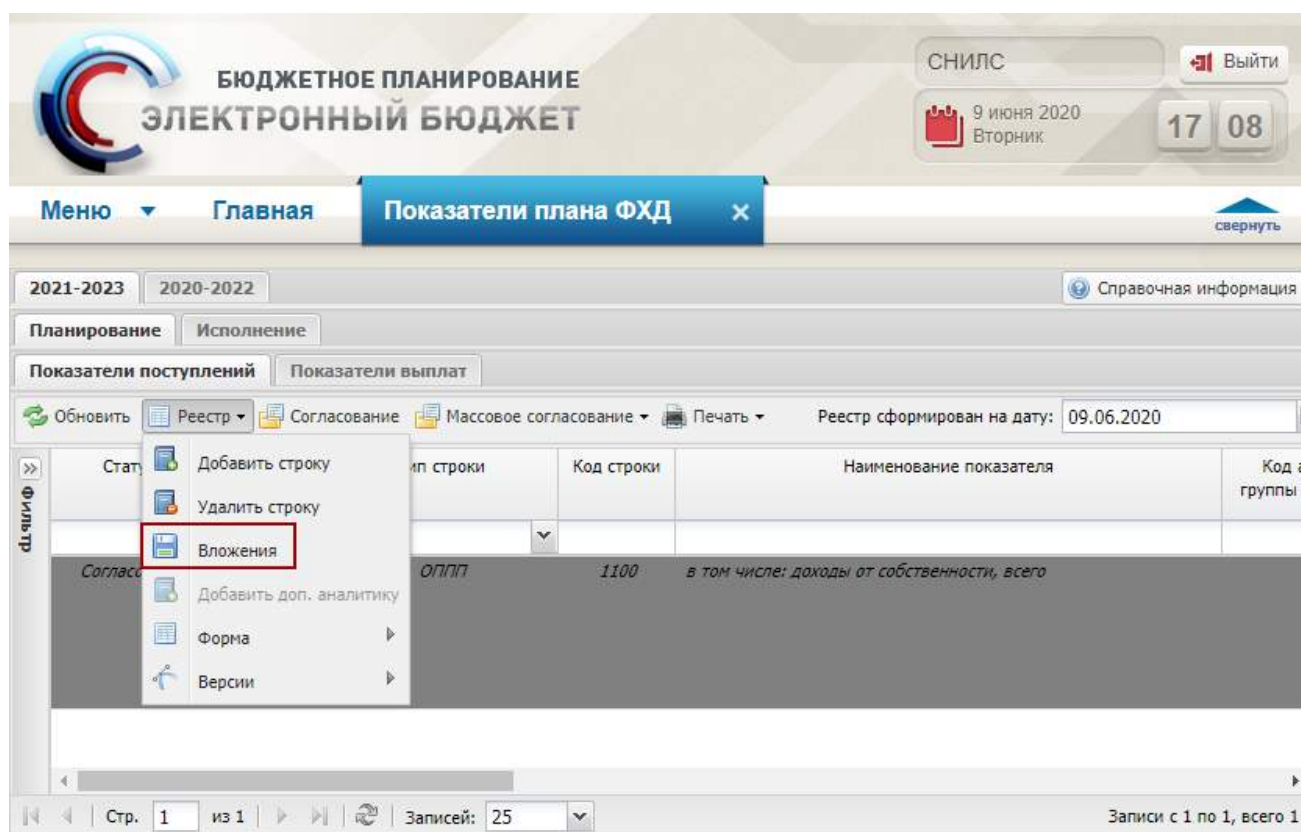 БЮДЖЕТНОЕ ПЛАНИРОВАНИЕ
ЭЛЕКТРОННЫЙ БЮДЖЕТ
СНИЛС
Выйти
9 июня 2020
Вторник
17 08
Меню Главная Показатели плана ФХД
свернуть
2021-2023 2020-2022 Справочная информация
Планирование Исполнение
Показатели поступлений Показатели выплат
Обновить Реестр Согласование Массовое согласование Печать Реестр сформирован на дату: 09.06.2020
Фильтр
Стату ип строки Код строки Наименование показателя Код а
группы
Добавить строку
Удалить строку
Вложения
Добавить доп. аналитику
Форма
Версии
Согласо ОППП 1100 в том числе: доходы от собственности, всего
Стр. 1 из 1 Записей: 25 Записи с 1 по 1, всего 1